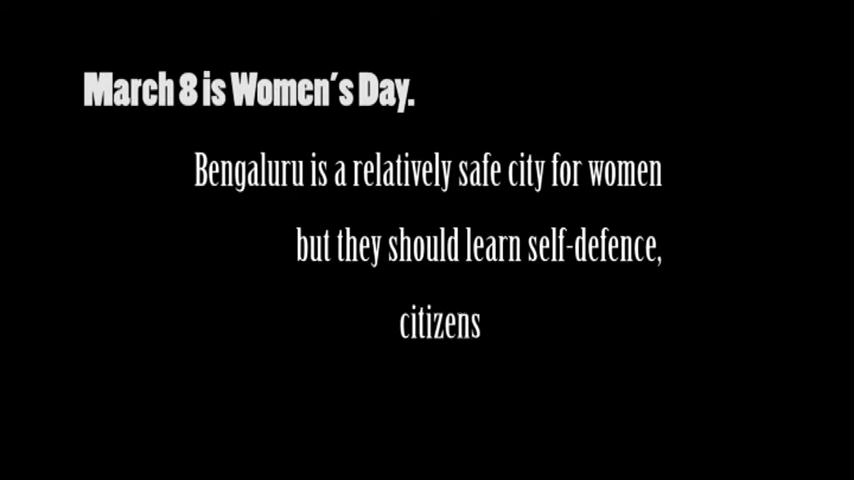 March 8 is Women's Day.
Bengaluru is a relatively safe city for women
but they should learn self-defence,
citizens